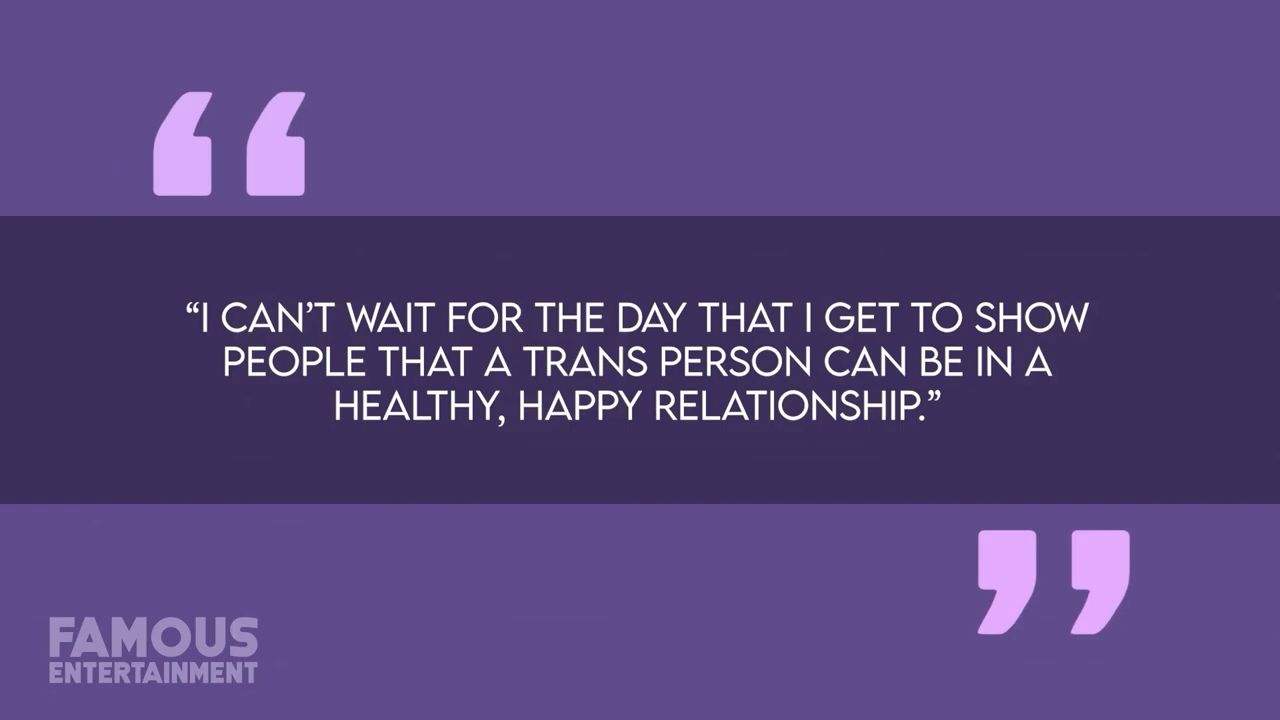 “I CAN’T WAIT FOR THE DAY THAT I GET TO SHOW
PEOPLE THAT A TRANS PERSON CAN BE IN A
HEALTHY, HAPPY RELATIONSHIP.”
FAMOUS
ENTERTAINMENT